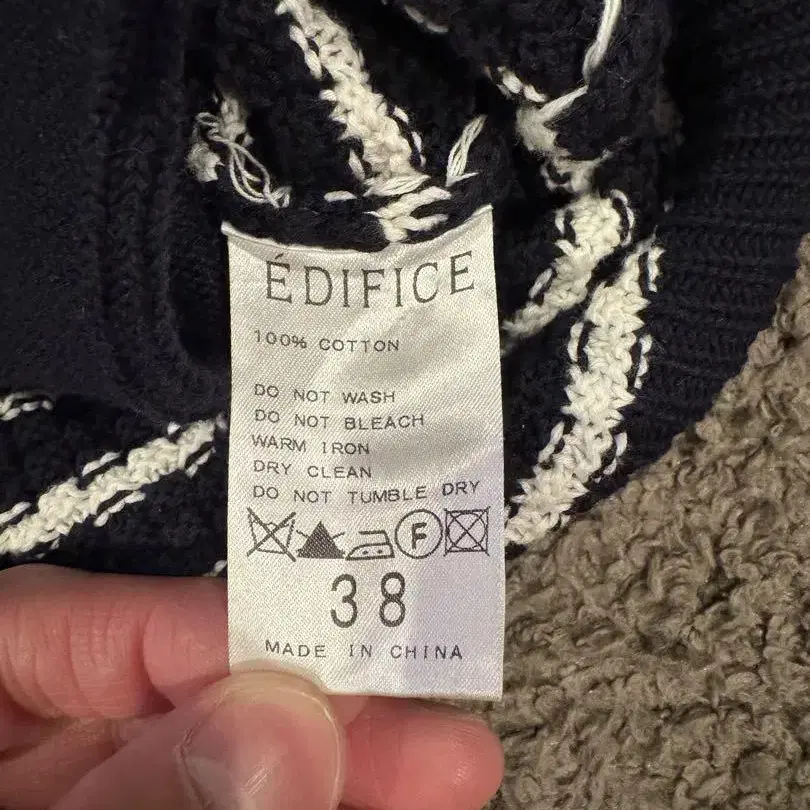 ÉDIFICE
100% COTTON
DO NOT WASH
DO NOT BLEACH
WARM IRON
DRY CLEAN
DO NOT TUMBLE DRY
F
38
MADE IN CHINA